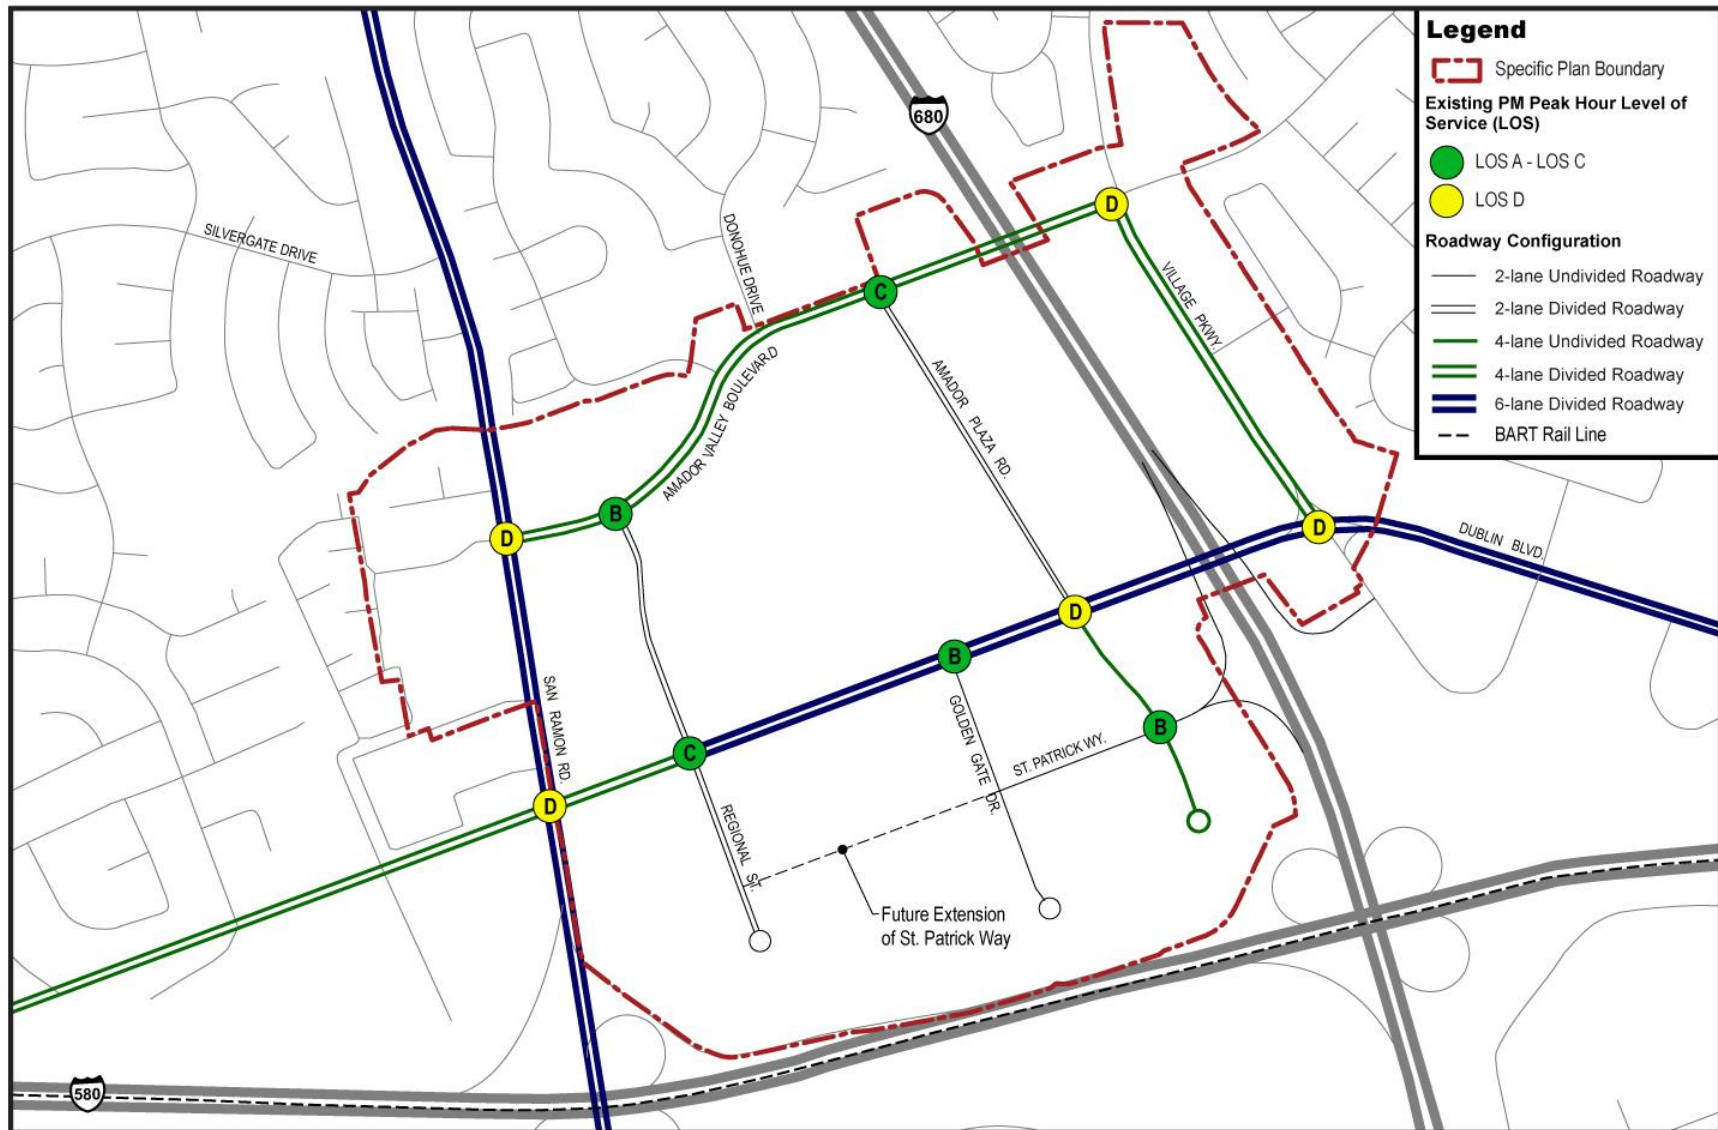 Legend
Specific Plan Boundary
Existing PM Peak Hour Level of
Service (LOS)
LOS A - LOS C
LOS D
Roadway Configuration
2-lane Undivided Roadway
2-lane Divided Roadway
4-lane Undivided Roadway
4-lane Divided Roadway
6-lane Divided Roadway
BART Rail Line
680
D
SILVERGATE DRIVE
DONOHUE DRIVE
C
VILLAGE PKWY.
AMADOR VALLEY BOULEVARD
AMADOR PLAZA RD.
B
D
D
DUBLIN BLVD.
D
B
SAN RAMON RD.
GOLDEN GATE DR.
B
C
ST. PATRICK WY.
D
REGIONAL ST.
Future Extension
of St. Patrick Way
580